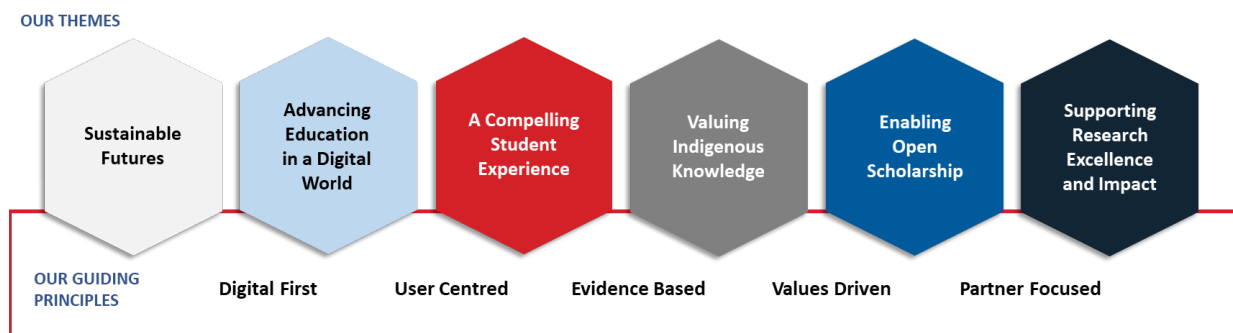 OUR THEMES
Sustainable
Futures
Advancing
Education
in a Digital
World
A Compelling
Student
Experience
Valuing
Indigenous
Knowledge
Enabling
Open
Scholarship
Supporting
Research
Excellence
and Impact
OUR GUIDING
PRINCIPLES
Digital First
User Centred
Evidence Based
Values Driven
Partner Focused